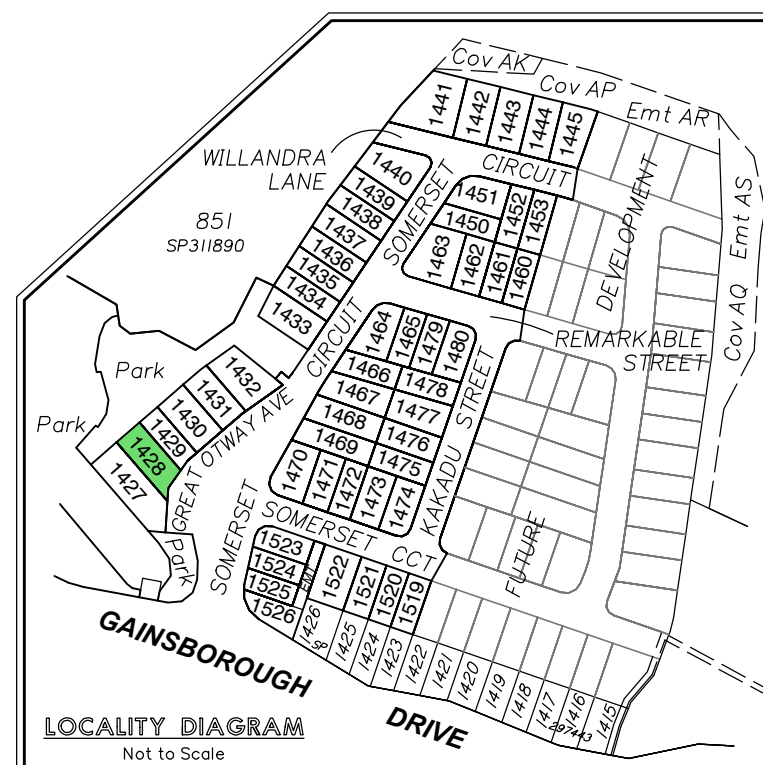 Cov AK
Cov AP
Emt AR
1441
1442
1443
1444
1445
WILLANDRA
LANE
CIRCUIT
1440
1439
1438
1437
1436
1435
1434
1433
SOMERSET
1451
1450
1452
1453
1463
1462
1461
1460
DEVELOPMENT
Emt AS
Cov AQ
851
SP311890
REMARKABLE
STREET
CIRCUIT
1464
1465
1479
1480
1466
1478
1467
1477
1468
1476
1469
1475
1470
1471
1472
1473
1474
KAKADU STREET
Park
Park
1432
1431
1430
1429
1428
1427
GREAT OTWAY AVE
Park
SOMERSET
SOMERSET CCT
FUTURE
1523
1524
1525
1526
EMT
1522
1521
1520
1519
1426
SP
1425
1424
1423
1422
1421
1420
1419
1418
1417
1416
1415
297443
GAINSBOROUGH
DRIVE
LOCALITY DIAGRAM
Not to Scale